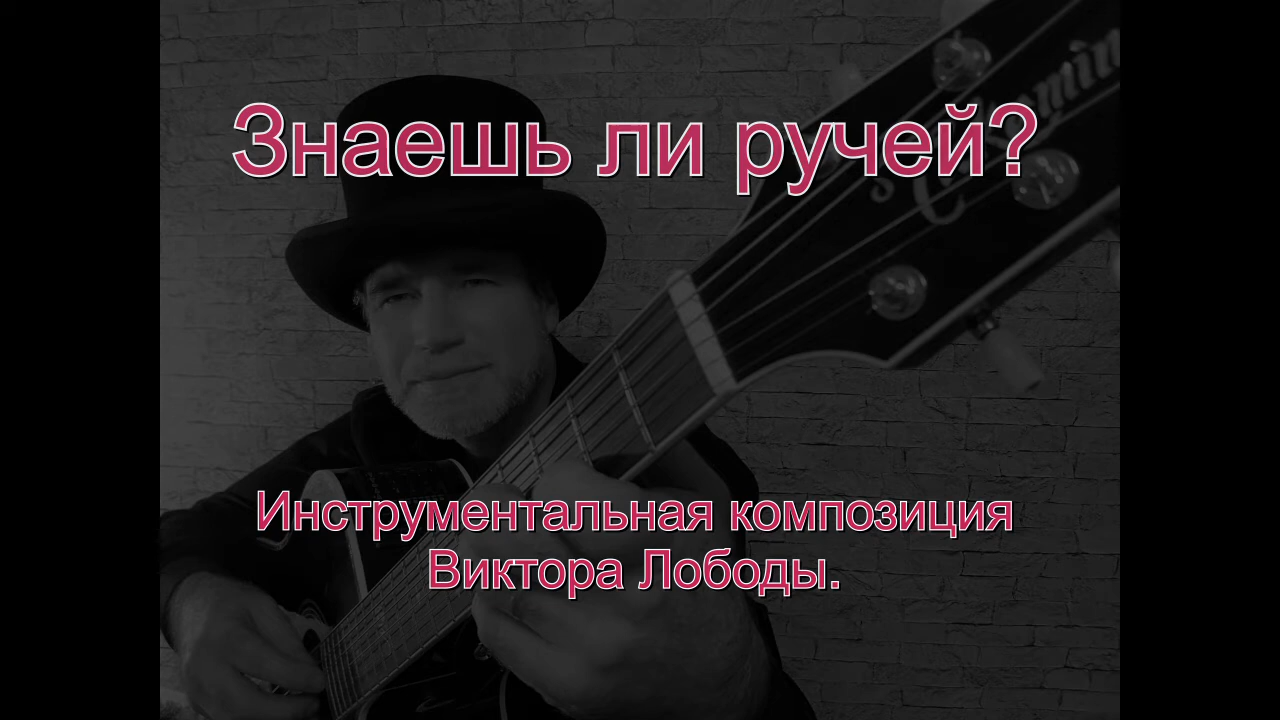 Знаешь ли ручей?
Инструментальная композиция
Виктора Лободы.